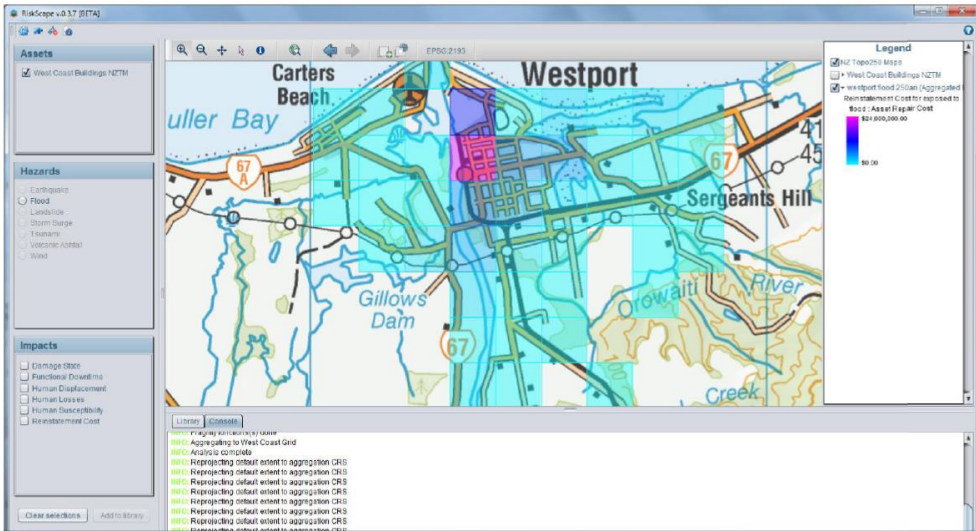 RiskScape v.0.3.7 [BETA]
Assets
West Coast Buildings NZTM
Hazards
Earthquake
Flood
Landslide
Storm Surge
Tsunami
Volcanic Ashfall
Wind
Impacts
Damage State
Functional Downtime
Human Displacement
Human Losses
Human Susceptibility
Reinstatement Cost
Clear selections
Add to library
EPSG:2193
Carters
Beach
Westport
uller Bay
67
A
67
41
45
Sergeants Hill
Gillows
Dam
67
Orowaiti
River
Creek
Legend
NZ Topo250 Maps
West Coast Buildings NZTM
westport flood 250ari (Aggregated
Reinstatement Cost for exposed to
flood : Asset Repair Cost
$24,000,000.00
$0.00
Library
Console
INFO: Fragility function(s) done
INFO: Aggregating to West Coast Grid
INFO: Analysis complete
INFO: Reprojecting default extent to aggregation CRS
INFO: Reprojecting default extent to aggregation CRS
INFO: Reprojecting default extent to aggregation CRS
INFO: Reprojecting default extent to aggregation CRS
INFO: Reprojecting default extent to aggregation CRS
INFO: Reprojecting default extent to aggregation CRS
INFO: Reprojecting default extent to aggregation CRS
INFO: Reprojecting default extent to aggregation CRS